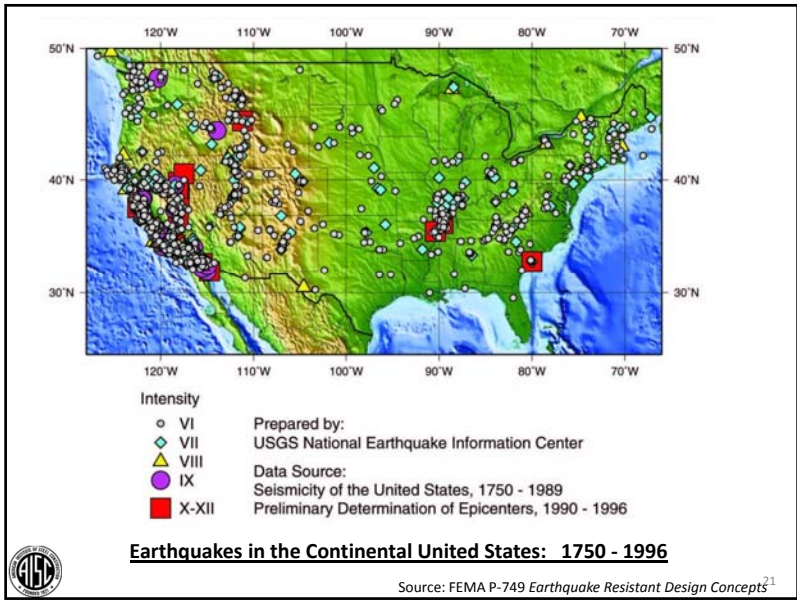 120°W 110°W 100°W 90°W 80°W 70°W
50°N 50°N
40°N 40°N
30°N 30°N
120°W 110°W 100°W 90°W 80°W 70°W
Intensity
VI
VII
VIII
IX
X-XII
Prepared by:
USGS National Earthquake Information Center
Data Source:
Seismicity of the United States, 1750 - 1989
Preliminary Determination of Epicenters, 1990 - 1996
Earthquakes in the Continental United States: 1750 - 1996
AISC
Source: FEMA P-749 Earthquake Resistant Design Concepts
21